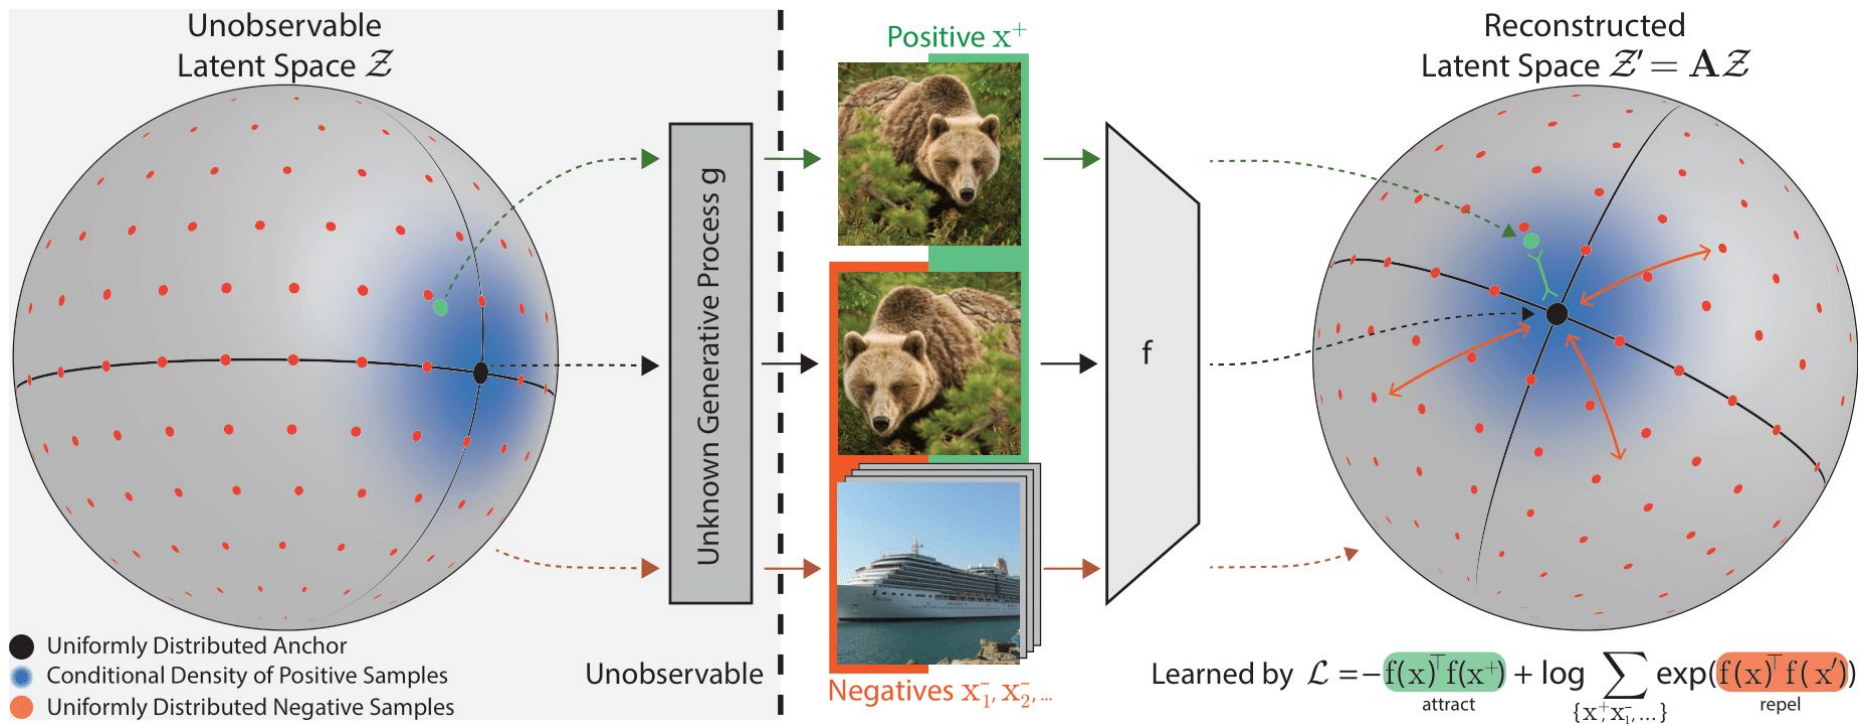 Unobservable
Latent Space 𝒵
Unknown Generative Process g
Positive x⁺
f
Reconstructed
Latent Space 𝒵′ = A𝒵
Uniformly Distributed Anchor
Conditional Density of Positive Samples
Uniformly Distributed Negative Samples
Unobservable
Negatives x₁⁻, x₂⁻, ...
Learned by ℒ = −f(x)ᵀf(x⁺) + log ∑ exp(f(x)ᵀf(x′))
{x⁺, x₁⁻, ...}
attract
repel